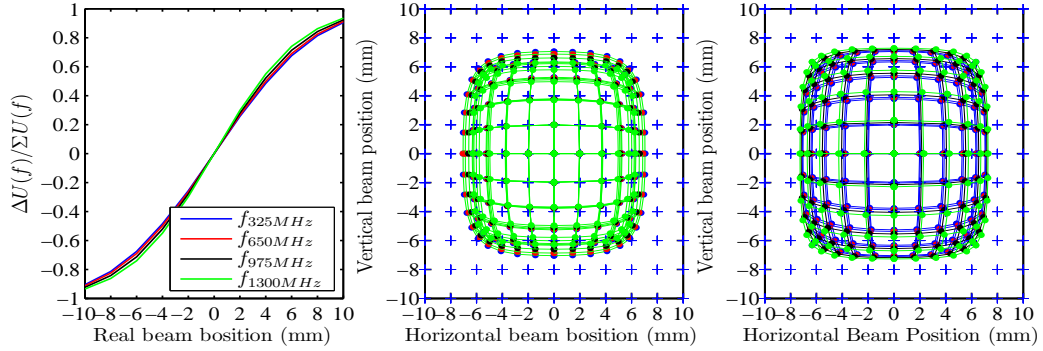 1
0.8
0.6
0.4
0.2
0
−0.2
−0.4
−0.6
−0.8
−1
ΔU(f)/ΣU(f)
−10−8 −6 −4 −2 0 2 4 6 8 10
Real beam bosition (mm)
f325MHz
f650MHz
f975MHz
f1300MHz
10
8
6
4
2
0
−2
−4
−6
−8
−10
Vertical beam position (mm)
−10−8 −6 −4 −2 0 2 4 6 8 10
Horizontal beam bosition (mm)
10
8
6
4
2
0
−2
−4
−6
−8
−10
Vertical beam position (mm)
−10−8 −6 −4 −2 0 2 4 6 8 10
Horizontal Beam Position (mm)